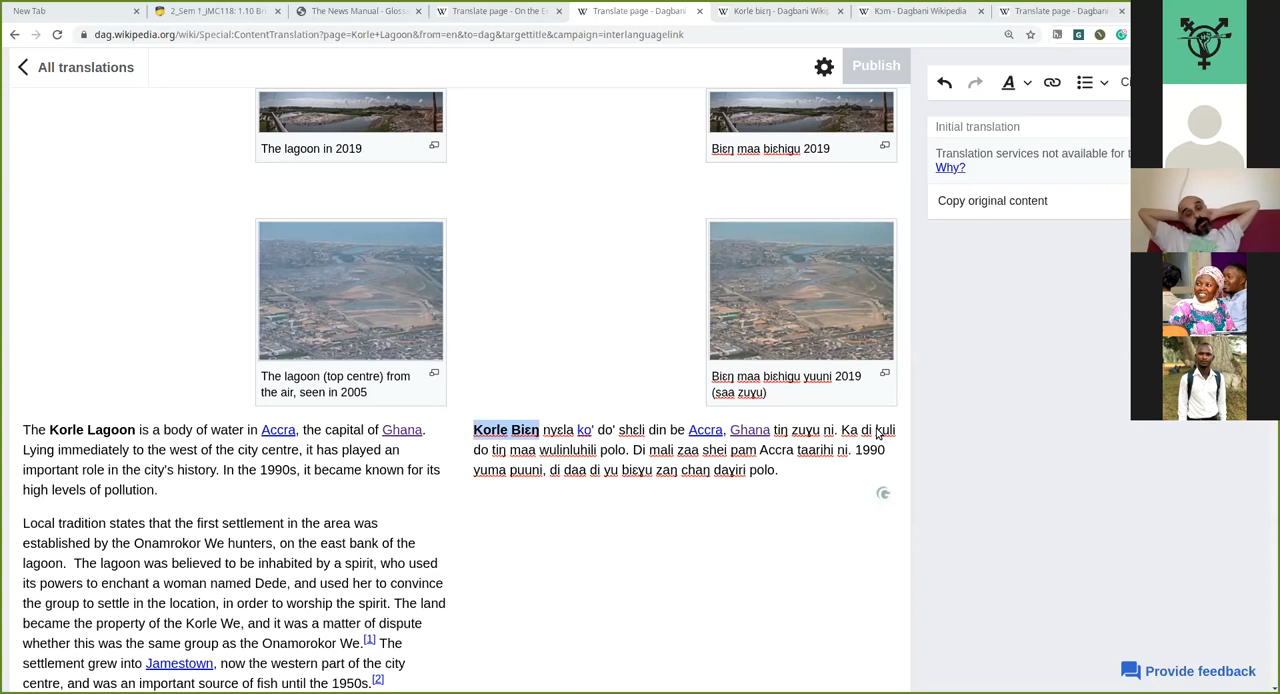 New Tab
2_Sem 1_JMC118: 1.10 Br
The News Manual - Gloss
Translate page - On the E
Translate page - Dagbani
Korle biɛŋ - Dagbani Wiki
Kɔm - Dagbani Wikipedia
Translate page - Dagbani
dag.wikipedia.org/wiki/Special:ContentTranslation?page=Korle+Lagoon&from=en&to=dag&targettitle&campaign=interlanguagelink
All translations
Publish
The lagoon in 2019
Biɛŋ maa biɛhigu 2019
Initial translation
Translation services not available for t
Why?
Copy original content
The lagoon (top centre) from
the air, seen in 2005
Biɛŋ maa biɛhigu yuuni 2019
(saa zuɣu)
The Korle Lagoon is a body of water in Accra, the capital of Ghana.
Lying immediately to the west of the city centre, it has played an
important role in the city's history. In the 1990s, it became known for its
high levels of pollution.
Korle Biɛŋ nyɛla ko' do' shɛli din be Accra, Ghana tiŋ zuɣu ni. Ka di kuli
do tiŋ maa wulinluhili polo. Di mali zaa shei pam Accra taarihi ni. 1990
yuma puuni, di daa di yu biɛɣu zaŋ chaŋ daɣiri polo.
Local tradition states that the first settlement in the area was
established by the Onamrokor We hunters, on the east bank of the
lagoon. The lagoon was believed to be inhabited by a spirit, who used
its powers to enchant a woman named Dede, and used her to convince
the group to settle in the location, in order to worship the spirit. The land
became the property of the Korle We, and it was a matter of dispute
whether this was the same group as the Onamorokor We.[1] The
settlement grew into Jamestown, now the western part of the city
centre, and was an important source of fish until the 1950s.[2]
Provide feedback